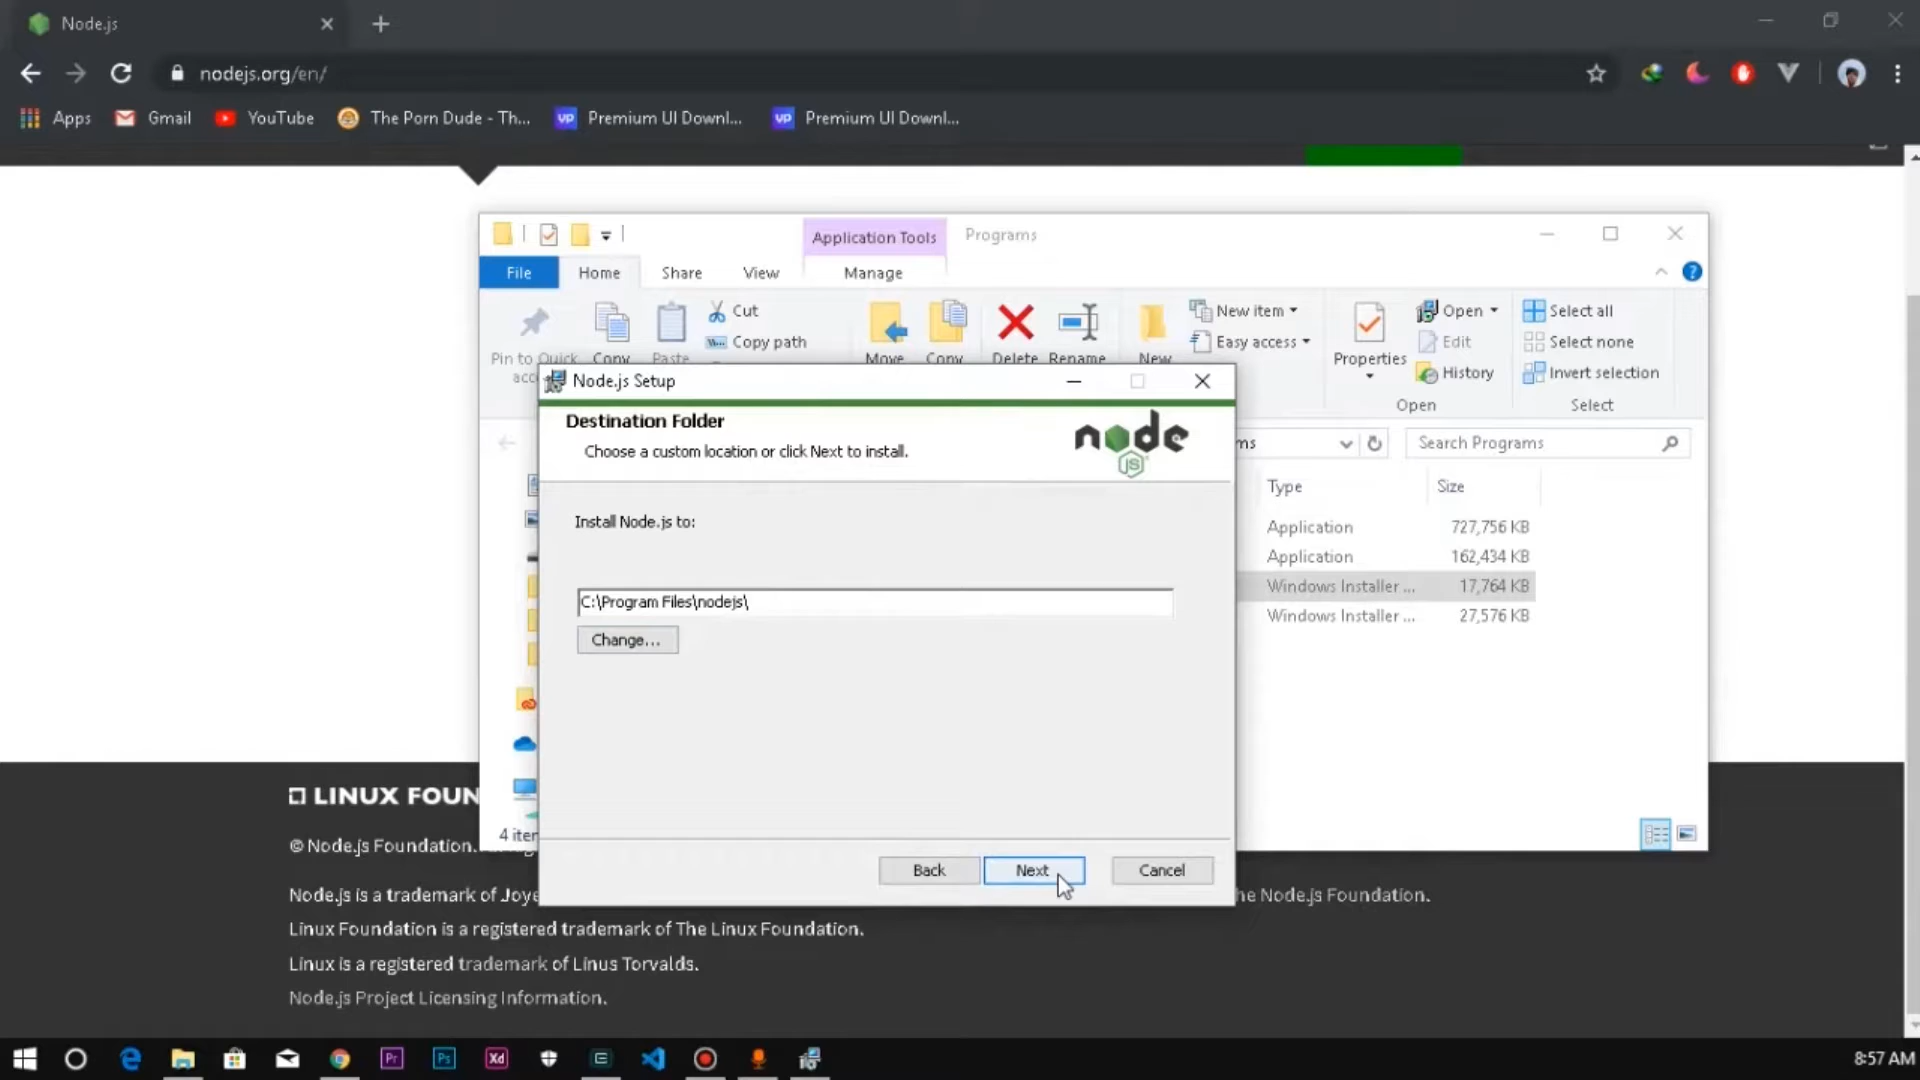 Node.js
nodejs.org/en/
Apps
Gmail
YouTube
The Porn Dude - Th...
Premium UI Downl...
Premium UI Downl...
Application Tools
Programs
File
Home
Share
View
Manage
Pin to Quick
acc
Copy
Paste
Cut
Copy path
Move
Copy
Delete
Rename
New
New item
Easy access
Properties
Open
Edit
History
Open
Select all
Select none
Invert selection
Select
Node.js Setup
Destination Folder
Choose a custom location or click Next to install.
node
JS
Install Node.js to:
C:\Program Files\nodejs\
Change...
Back
Next
Cancel
ms
Search Programs
Type
Size
Application
727,756 KB
Application
162,434 KB
Windows Installer ...
17,764 KB
Windows Installer ...
27,576 KB
4 iter
LINUX FOUN
© Node.js Foundation.
Node.js is a trademark of Joye
he Node.js Foundation.
Linux Foundation is a registered trademark of The Linux Foundation.
Linux is a registered trademark of Linus Torvalds.
Node.js Project Licensing Information.
Pr
Ps
Xd
8:57 AM